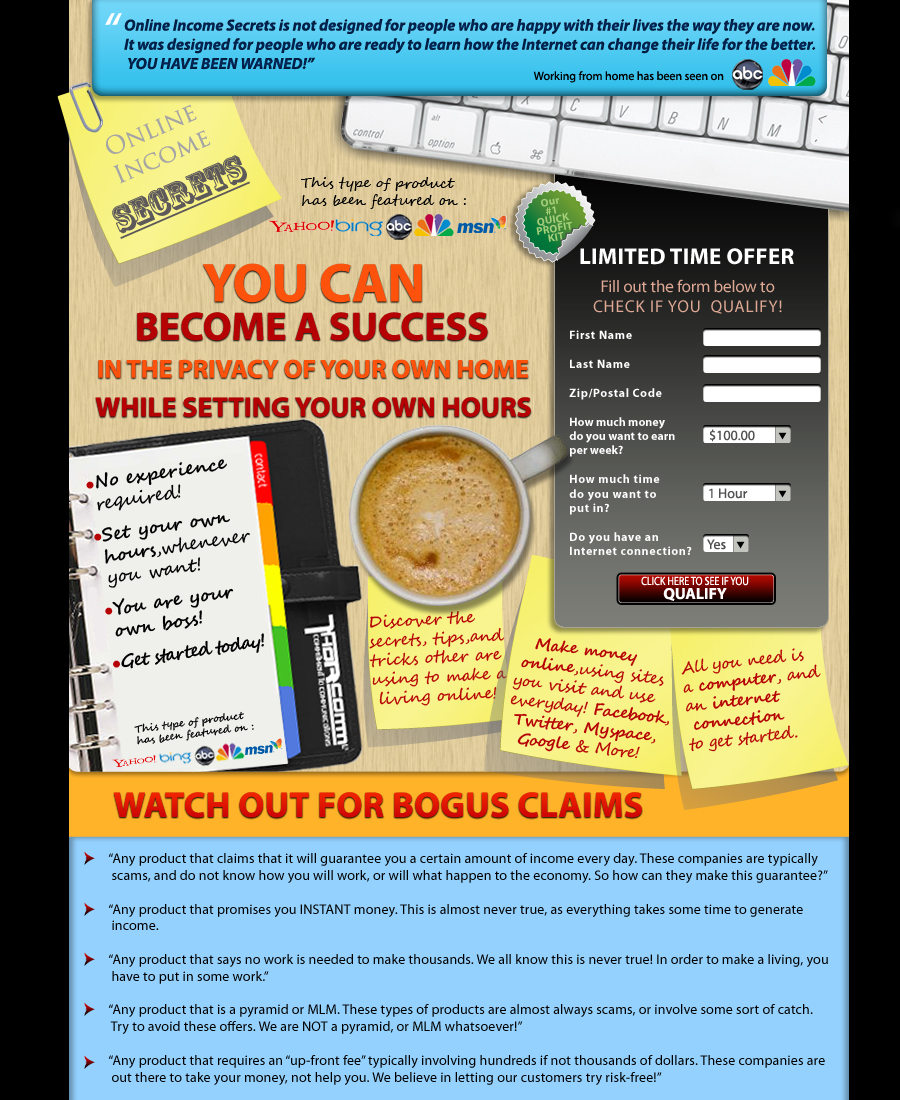 “Online Income Secrets is not designed for people who are happy with their lives the way they are now.
It was designed for people who are ready to learn how the Internet can change their life for the better.
YOU HAVE BEEN WARNED!”
Working from home has been seen on abc
X C V B N M <
,
control
alt
option
⌘
ONLINE
INCOME
SECRETS
This type of product
has been featured on :
YAHOO! bing abc msn
Our
#1
QUICK
PROFIT
KIT
YOU CAN
BECOME A SUCCESS
IN THE PRIVACY OF YOUR OWN HOME
WHILE SETTING YOUR OWN HOURS
LIMITED TIME OFFER
Fill out the form below to
CHECK IF YOU QUALIFY!
First Name
Last Name
Zip/Postal Code
How much money
do you want to earn
per week?
$100.00
How much time
do you want to
put in?
1 Hour
Do you have an
Internet connection?
Yes
CLICK HERE TO SEE IF YOU
QUALIFY
contact
•No experience
required!
•Set your own
hours,whenever
you want!
•You are your
own boss!
•Get started today!
This type of product
has been featured on :
YAHOO! bing abc msn
Discover the
secrets, tips,and
tricks other are
using to make a
living online!
Make money
online,using sites
you visit and use
everyday! Facebook,
Twitter, Myspace,
Google & More!
All you need is
a computer, and
an internet
connection
to get started.
WATCH OUT FOR BOGUS CLAIMS
“Any product that claims that it will guarantee you a certain amount of income every day. These companies are typically
scams, and do not know how you will work, or will what happen to the economy. So how can they make this guarantee?”
“Any product that promises you INSTANT money. This is almost never true, as everything takes some time to generate
income.
“Any product that says no work is needed to make thousands. We all know this is never true! In order to make a living, you
have to put in some work.”
“Any product that is a pyramid or MLM. These types of products are almost always scams, or involve some sort of catch.
Try to avoid these offers. We are NOT a pyramid, or MLM whatsoever!”
“Any product that requires an “up-front fee” typically involving hundreds if not thousands of dollars. These companies are
out there to take your money, not help you. We believe in letting our customers try risk-free!”